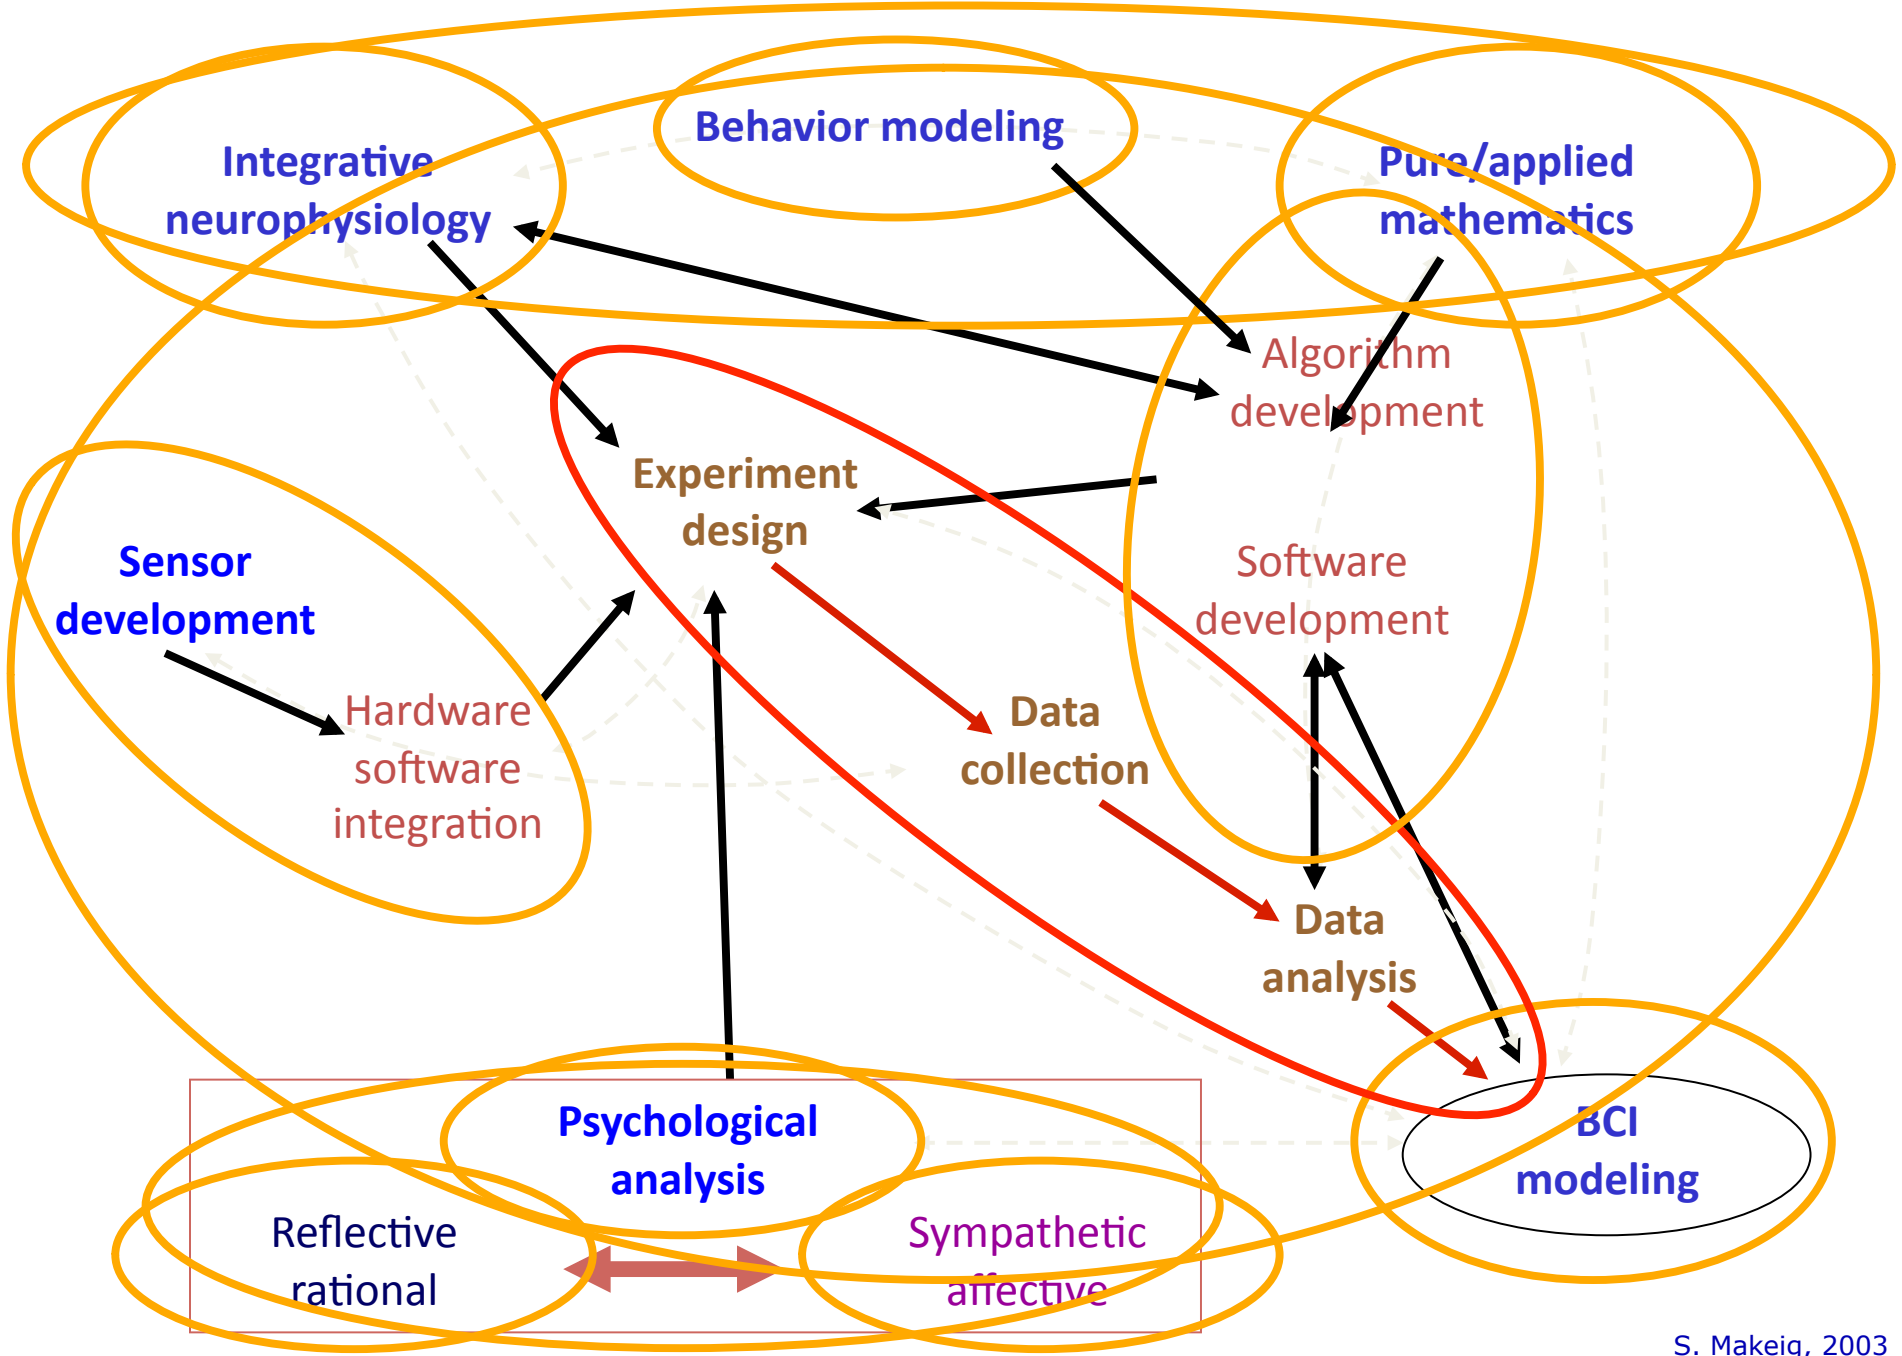 Behavior modeling
Integrative
neurophysiology
Pure/applied
mathematics
Algorithm
development
Experiment
design
Sensor
development
Software
development
Hardware
software
integration
Data
collection
Data
analysis
Psychological
analysis
BCI
modeling
Reflective
rational
Sympathetic
affective
S. Makeig, 2003